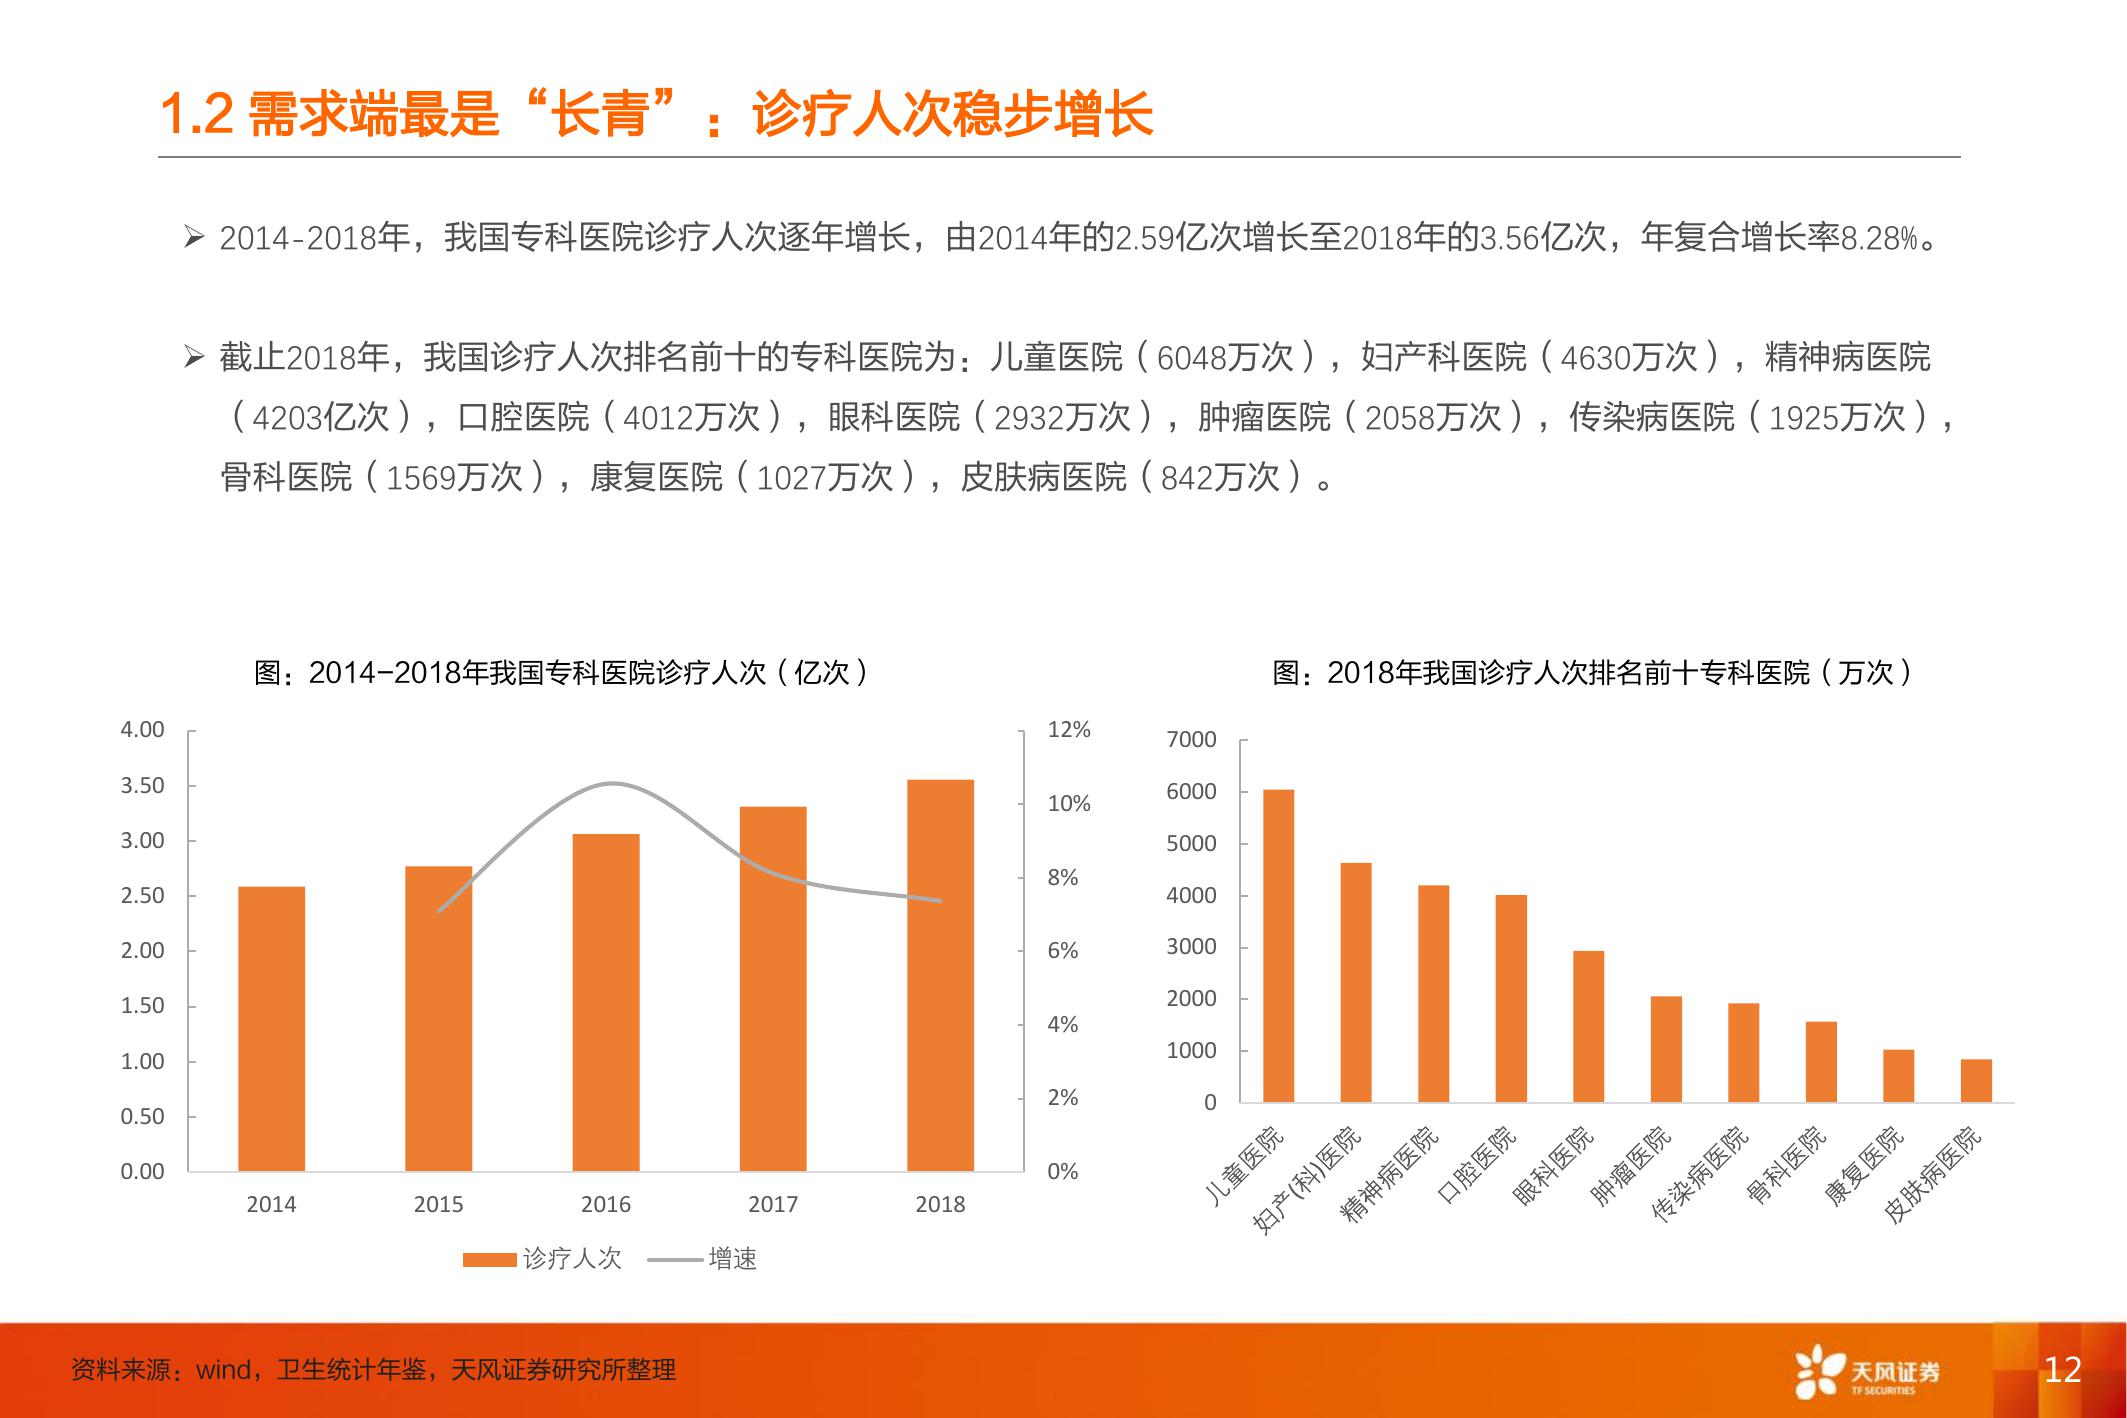 1.2 需求端最是“长青”：诊疗人次稳步增长
➢ 2014-2018年，我国专科医院诊疗人次逐年增长，由2014年的2.59亿次增长至2018年的3.56亿次，年复合增长率8.28%。
➢ 截止2018年，我国诊疗人次排名前十的专科医院为：儿童医院（6048万次），妇产科医院（4630万次），精神病医院
（4203亿次），口腔医院（4012万次），眼科医院（2932万次），肿瘤医院（2058万次），传染病医院（1925万次），
骨科医院（1569万次），康复医院（1027万次），皮肤病医院（842万次）。
图：2014-2018年我国专科医院诊疗人次（亿次）
4.00
3.50
3.00
2.50
2.00
1.50
1.00
0.50
0.00
12%
10%
8%
6%
4%
2%
0%
2014 2015 2016 2017 2018
诊疗人次 增速
图：2018年我国诊疗人次排名前十专科医院（万次）
7000
6000
5000
4000
3000
2000
1000
0
儿童医院
妇产(科)医院
精神病医院
口腔医院
眼科医院
肿瘤医院
传染病医院
骨科医院
康复医院
皮肤病医院
资料来源：wind，卫生统计年鉴，天风证券研究所整理
天风证券
TF SECURITIES
12